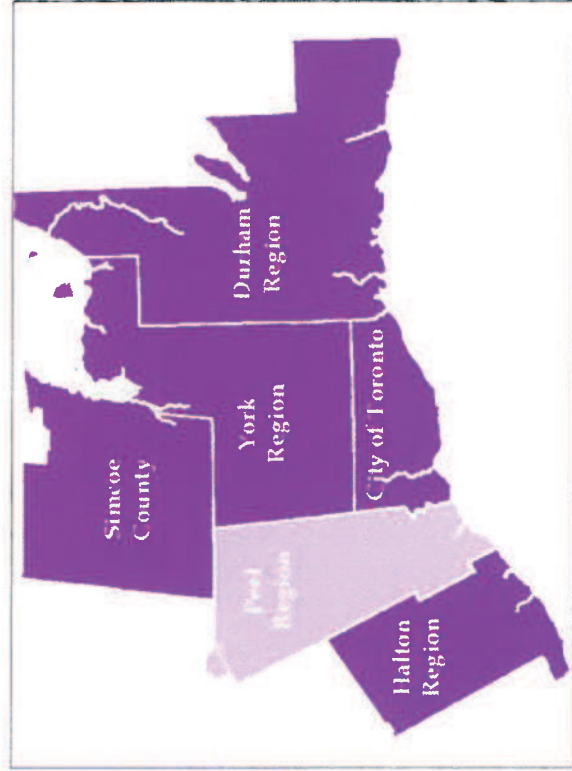 Simcoe
County
York
Region
Durham
Region
Peel
Region
City of Toronto
Halton
Region